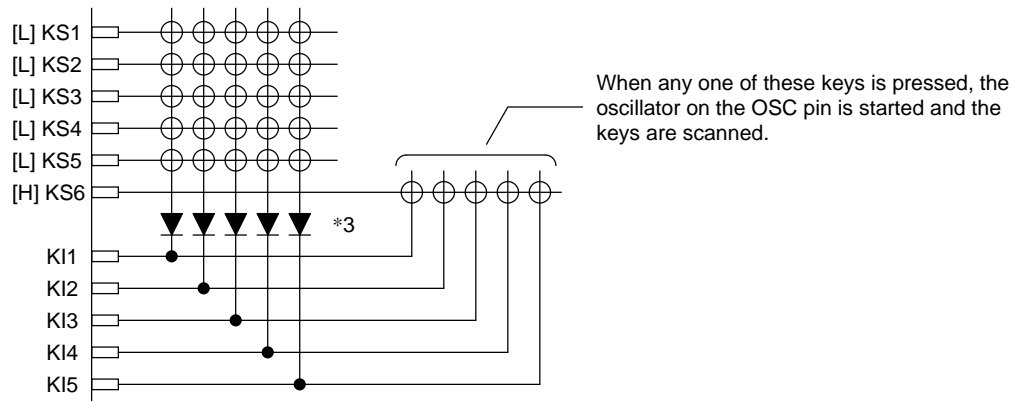 [L] KS1
[L] KS2
[L] KS3
[L] KS4
[L] KS5
[H] KS6
When any one of these keys is pressed, the
oscillator on the OSC pin is started and the
keys are scanned.
*3
KI1
KI2
KI3
KI4
KI5